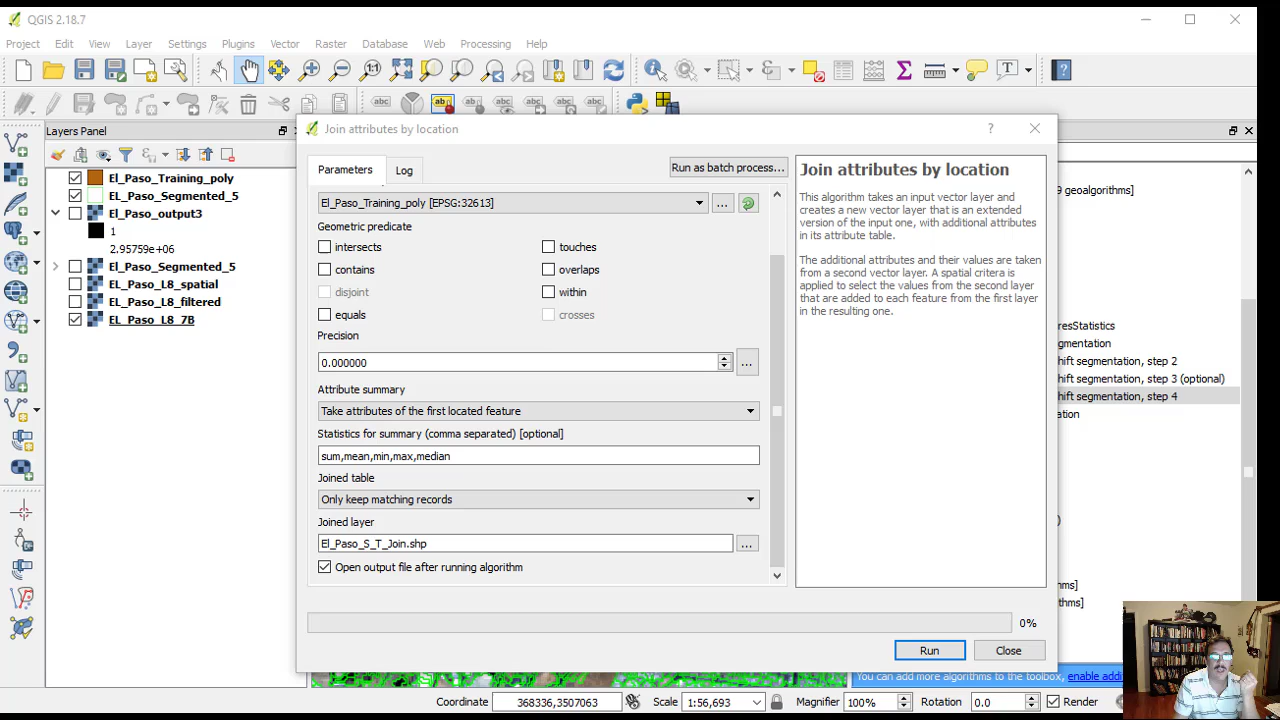 QGIS 2.18.7
Project Edit View Layer Settings Plugins Vector Raster Database Web Processing Help
Layers Panel
El_Paso_Training_poly
EL_Paso_Segmented_5
El_Paso_output3
1
2.95759e+06
El_Paso_Segmented_5
El_Paso_L8_spatial
El_Paso_L8_filtered
EL_Paso_L8_7B
Join attributes by location
Parameters
Log
Run as batch process...
El_Paso_Training_poly [EPSG:32613]
...
Geometric predicate
intersects
touches
contains
overlaps
disjoint
within
equals
crosses
Precision
0.000000
...
Attribute summary
Take attributes of the first located feature
Statistics for summary (comma separated) [optional]
sum,mean,min,max,median
Joined table
Only keep matching records
Joined layer
El_Paso_S_T_Join.shp
...
Open output file after running algorithm
0%
Run
Close
Join attributes by location
This algorithm takes an input vector layer and
creates a new vector layer that is an extended
version of the input one, with additional attributes
in its attribute table.
The additional attributes and their values are taken
from a second vector layer. A spatial criteria is
applied to select the values from the second layer
that are added to each feature from the first layer
in the resulting one.
9 geoalgorithms]
resStatistics
gmentation
hift segmentation, step 2
hift segmentation, step 3 (optional)
hift segmentation, step 4
ation
ms]
thms]
You can add more algorithms to the toolbox, enable addi
Coordinate 368336,3507063 Scale 1:56,693 Magnifier 100% Rotation 0.0 Render